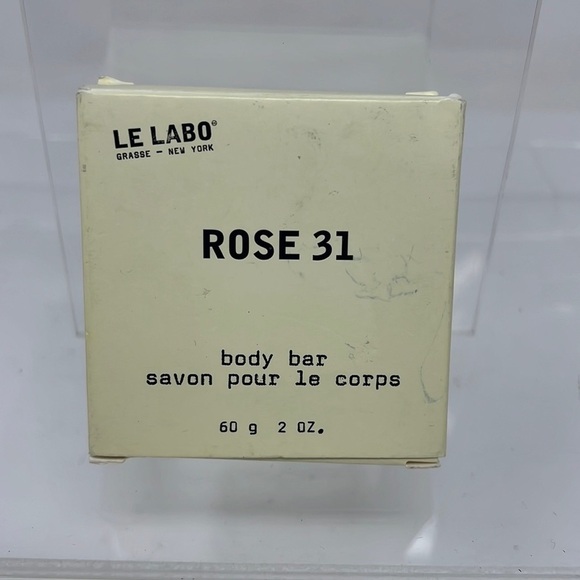 LE LABO®
GRASSE — NEW YORK
ROSE 31
body bar
savon pour le corps
60 g 2 OZ.